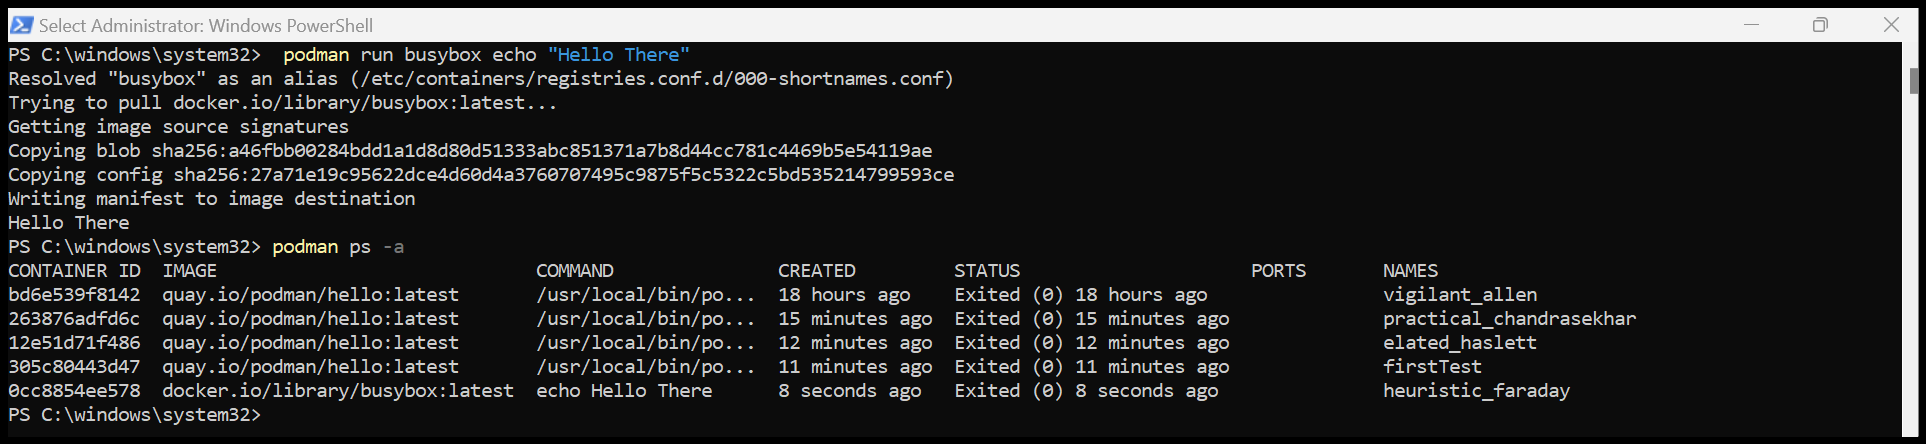 Select Administrator: Windows PowerShell
PS C:\windows\system32>  podman run busybox echo "Hello There"
Resolved "busybox" as an alias (/etc/containers/registries.conf.d/000-shortnames.conf)
Trying to pull docker.io/library/busybox:latest...
Getting image source signatures
Copying blob sha256:a46fbb00284bdd1a1d8d80d51333abc851371a7b8d44cc781c4469b5e54119ae
Copying config sha256:27a71e19c95622dce4d60d4a3760707495c9875f5c5322c5bd535214799593ce
Writing manifest to image destination
Hello There
PS C:\windows\system32> podman ps -a
CONTAINER ID  IMAGE                             COMMAND               CREATED         STATUS                     PORTS       NAMES
bd6e539f8142  quay.io/podman/hello:latest       /usr/local/bin/po...  18 hours ago    Exited (0) 18 hours ago                vigilant_allen
263876adfd6c  quay.io/podman/hello:latest       /usr/local/bin/po...  15 minutes ago  Exited (0) 15 minutes ago              practical_chandrasekhar
12e51d71f486  quay.io/podman/hello:latest       /usr/local/bin/po...  12 minutes ago  Exited (0) 12 minutes ago              elated_haslett
305c80443d47  quay.io/podman/hello:latest       /usr/local/bin/po...  11 minutes ago  Exited (0) 11 minutes ago              firstTest
0cc8854ee578  docker.io/library/busybox:latest  echo Hello There      8 seconds ago   Exited (0) 8 seconds ago               heuristic_faraday
PS C:\windows\system32>